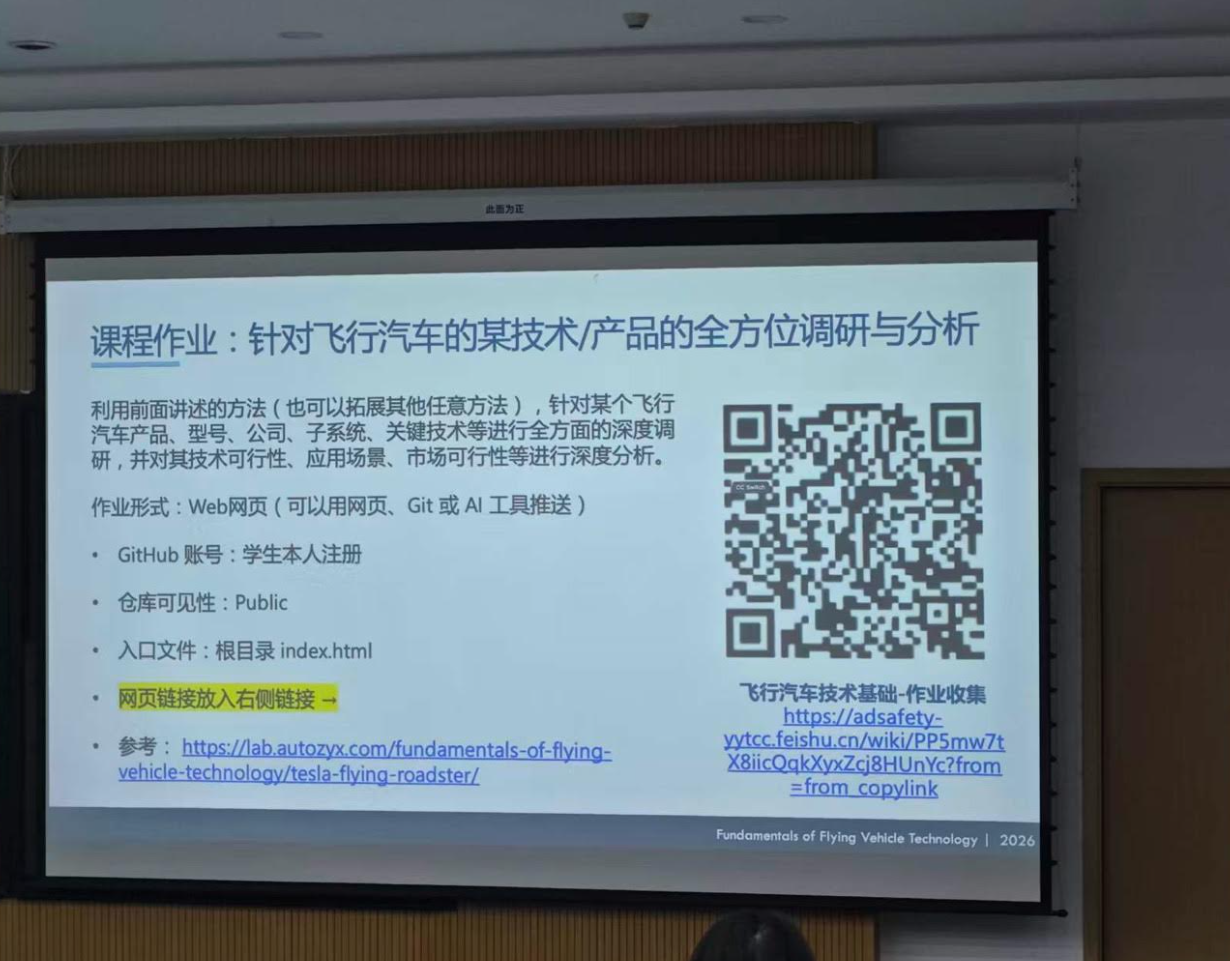 此面为正
课程作业：针对飞行汽车的某技术/产品的全方位调研与分析
利用前面讲述的方法（也可以拓展其他任意方法），针对某个飞行
汽车产品、型号、公司、子系统、关键技术等进行全方面的深度调
研，并对其技术可行性、应用场景、市场可行性等进行深度分析。
作业形式：Web网页（可以用网页、Git 或 AI 工具推送）
• GitHub 账号：学生本人注册
• 仓库可见性：Public
• 入口文件：根目录 index.html
• 网页链接放入右侧链接 →
• 参考： https://lab.autozyx.com/fundamentals-of-flying-
vehicle-technology/tesla-flying-roadster/
CC Switch
飞行汽车技术基础-作业收集
https://adsafety-
yytcc.feishu.cn/wiki/PP5mw7t
X8iicQqkXyxZcj8HUnYc?from
=from_copylink
Fundamentals of Flying Vehicle Technology | 2026